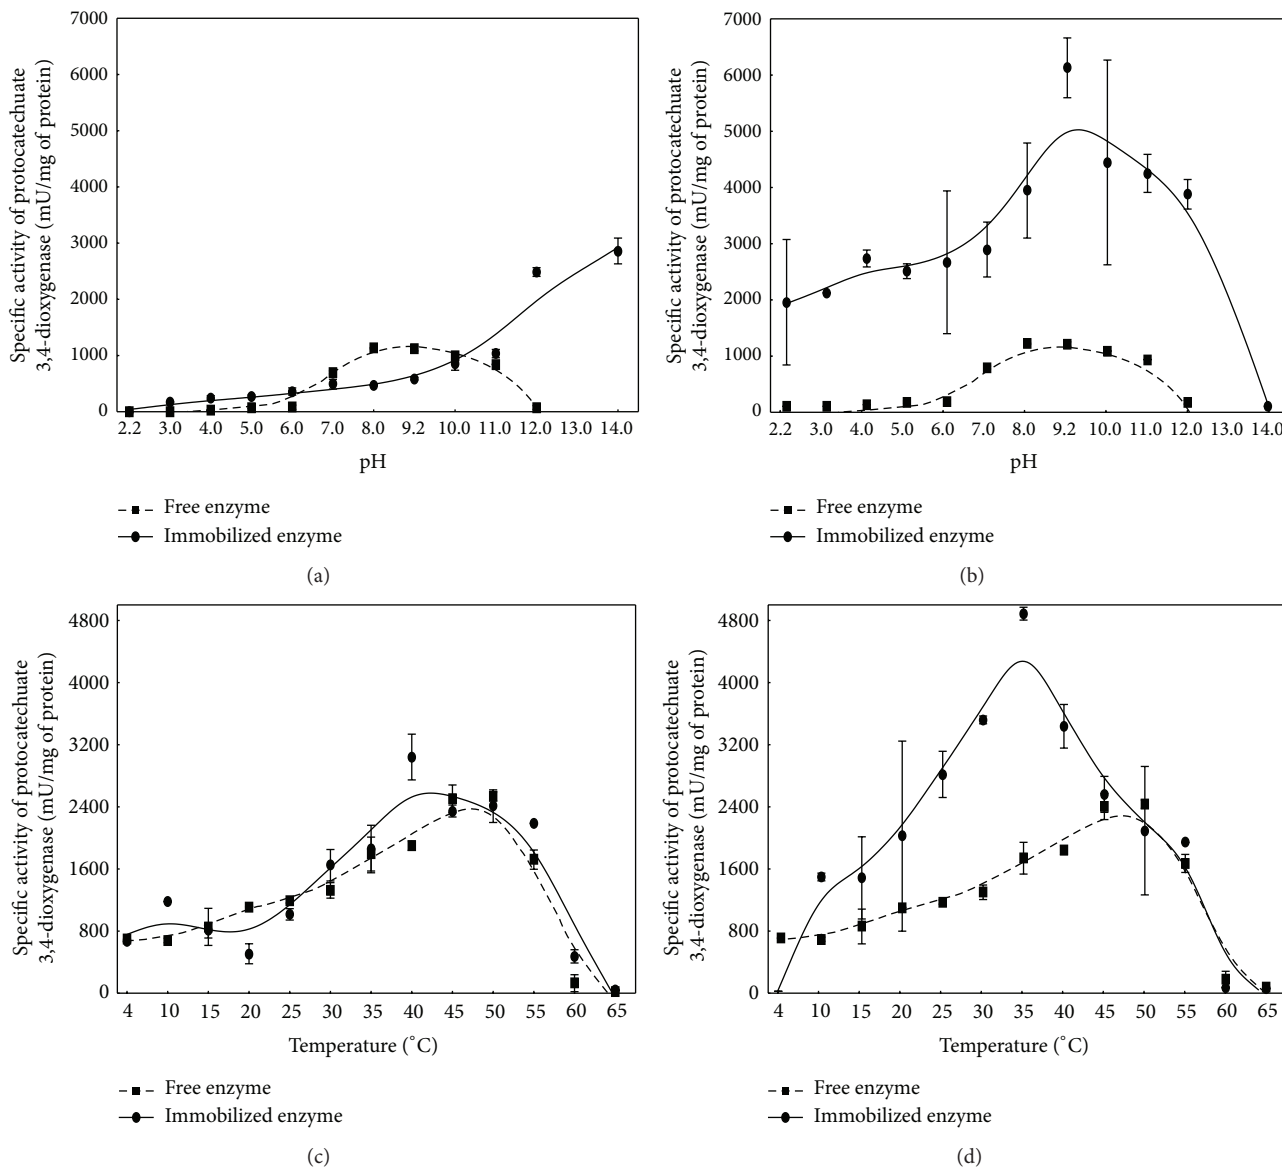 Specific activity of protocatechuate
3,4-dioxygenase (mU/mg of protein)
7000
6000
5000
4000
3000
2000
1000
0
2.2 3.0 4.0 5.0 6.0 7.0 8.0 9.2 10.0 11.0 12.0 14.0
pH
Free enzyme
Immobilized enzyme
(a)
Specific activity of protocatechuate
3,4-dioxygenase (mU/mg of protein)
7000
6000
5000
4000
3000
2000
1000
0
2.2 3.0 4.0 5.0 6.0 7.0 8.0 9.2 10.0 11.0 12.0 13.0 14.0
pH
Free enzyme
Immobilized enzyme
(b)
Specific activity of protocatechuate
3,4-dioxygenase (mU/mg of protein)
4800
4000
3200
2400
1600
800
0
4 10 15 20 25 30 35 40 45 50 55 60 65
Temperature (˚C)
Free enzyme
Immobilized enzyme
(c)
Specific activity of protocatechuate
3,4-dioxygenase (mU/mg of protein)
4800
4000
3200
2400
1600
800
0
4 10 15 20 25 30 35 40 45 50 55 60 65
Temperature (˚C)
Free enzyme
Immobilized enzyme
(d)